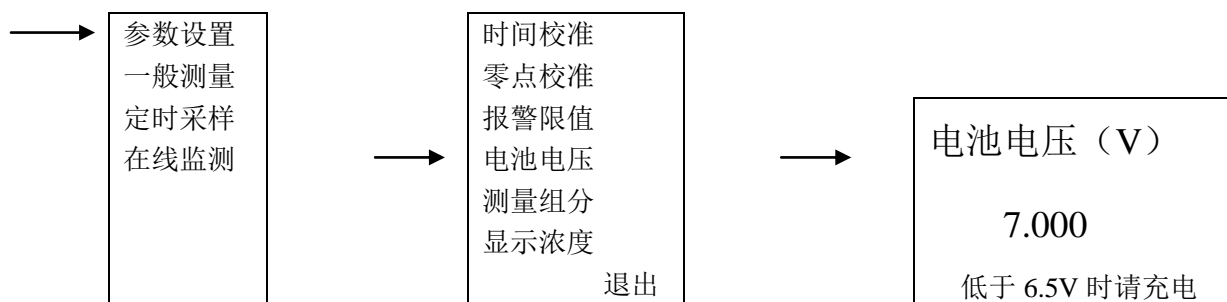 参数设置
一般测量
定时采样
在线监测
时间校准
零点校准
报警限值
电池电压
测量组分
显示浓度
退出
电池电压（V）
7.000
低于 6.5V 时请充电